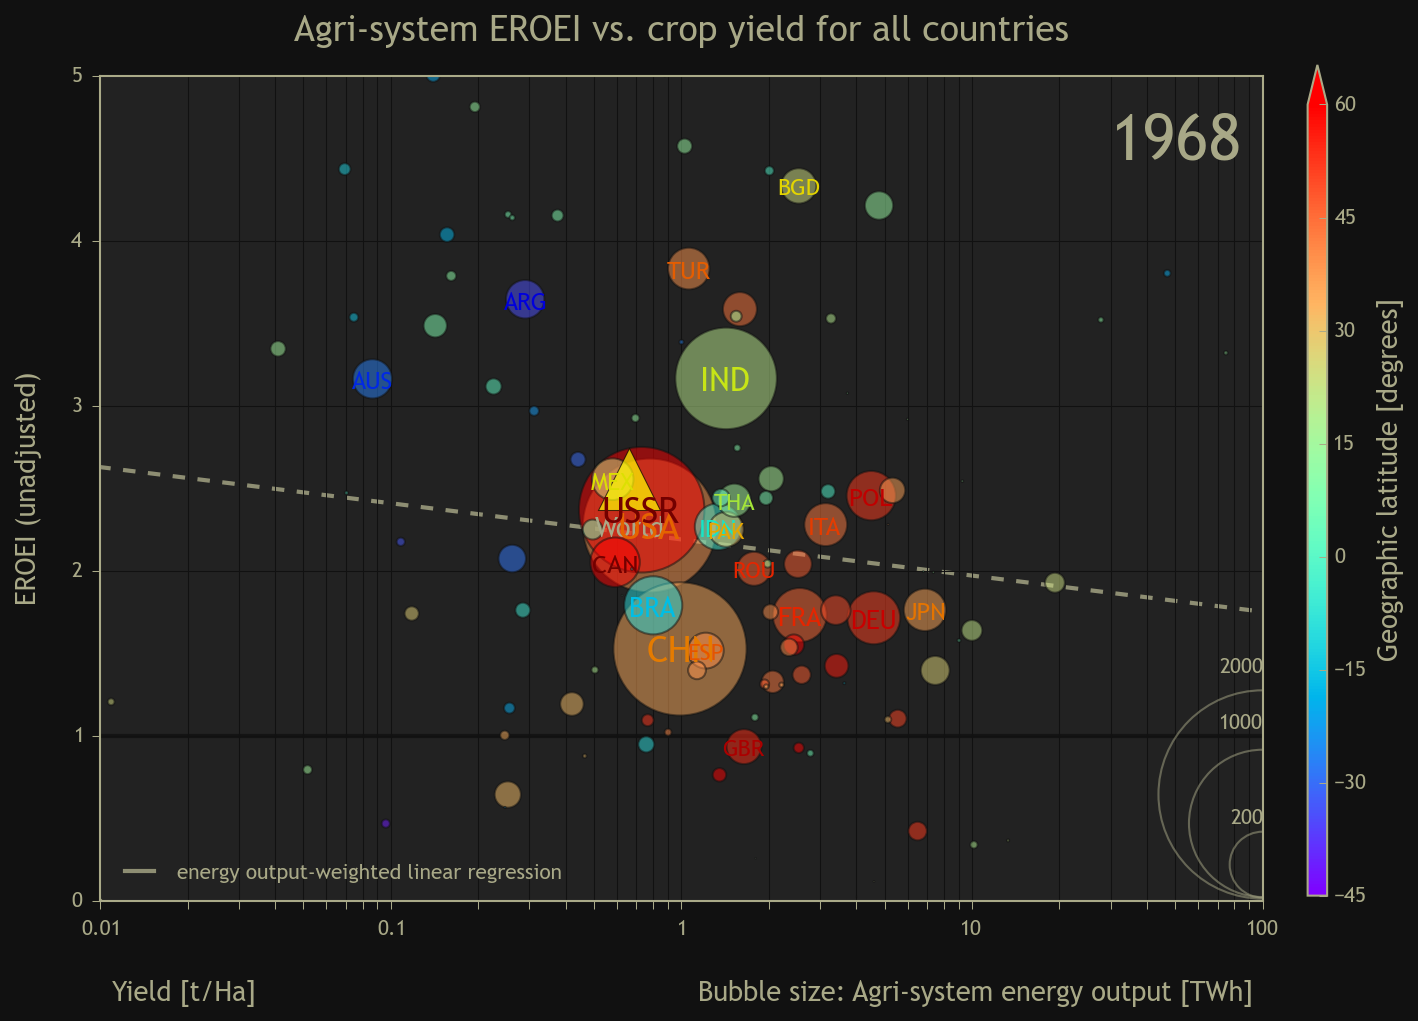 Agri-system EROEI vs. crop yield for all countries
1968
EROEI (unadjusted)
5
4
3
2
1
0
0.01
0.1
1
10
100
Yield [t/Ha]
Bubble size: Agri-system energy output [TWh]
energy output-weighted linear regression
BGD
TUR
ARG
AUS
IND
USSR
World
USA
THA
PAK
POL
ITA
CAN
ROU
BRA
FRA
DEU
JPN
ESP
GBR
2000
1000
200
60
45
30
15
0
−15
−30
−45
Geographic latitude [degrees]